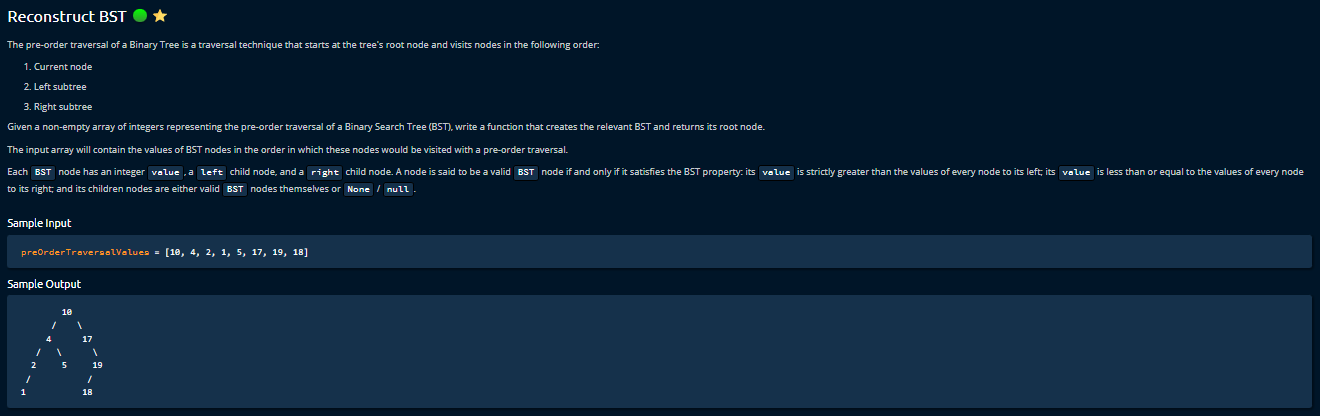 Reconstruct BST
The pre-order traversal of a Binary Tree is a traversal technique that starts at the tree's root node and visits nodes in the following order:
1. Current node
2. Left subtree
3. Right subtree
Given a non-empty array of integers representing the pre-order traversal of a Binary Search Tree (BST), write a function that creates the relevant BST and returns its root node.
The input array will contain the values of BST nodes in the order in which these nodes would be visited with a pre-order traversal.
Each BST node has an integer value , a left child node, and a right child node. A node is said to be a valid BST node if and only if it satisfies the BST property: its value is strictly greater than the values of every node to its left; its value is less than or equal to the values of every node
to its right; and its children nodes are either valid BST nodes themselves or None / null .
Sample Input
preOrderTraversalValues = [10, 4, 2, 1, 5, 17, 19, 18]
Sample Output
10
/ \
4 17
/ \ \
2 5 19
/ /
1 18